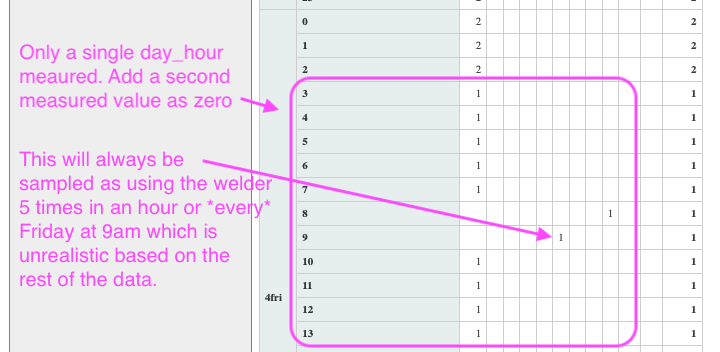 0 2 2
Only a single day_hour
meaured. Add a second
measured value as zero
1 2 2
2 2 2
3 1 1
4 1 1
5 1 1
This will always be
sampled as using the welder
5 times in an hour or *every*
Friday at 9am which is
unrealistic based on the
rest of the data.
6 1 1
7 1 1
8 1 1
9 1 1
10 1 1
11 1 1
4fri
12 1 1
13 1 1